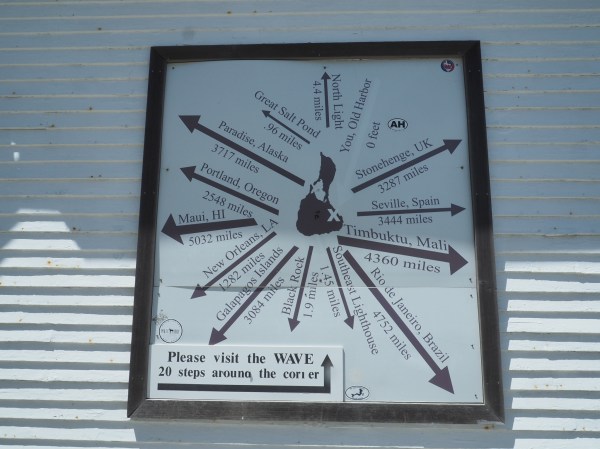 North Light
4.4 miles
You, Old Harbor
0 feet
AH
Great Salt Pond
.96 miles
Paradise, Alaska
3717 miles
Stonehenge, UK
3287 miles
Portland, Oregon
2548 miles
Seville, Spain
3444 miles
Maui, HI
5032 miles
Timbuktu, Mali
4360 miles
New Orleans, LA
1282 miles
Galapagos Islands
3084 miles
Black Rock
1.9 miles
Southeast Lighthouse
1.45 miles
Rio de Janeiro, Brazil
4752 miles
X
Please visit the WAVE
20 steps around the corner